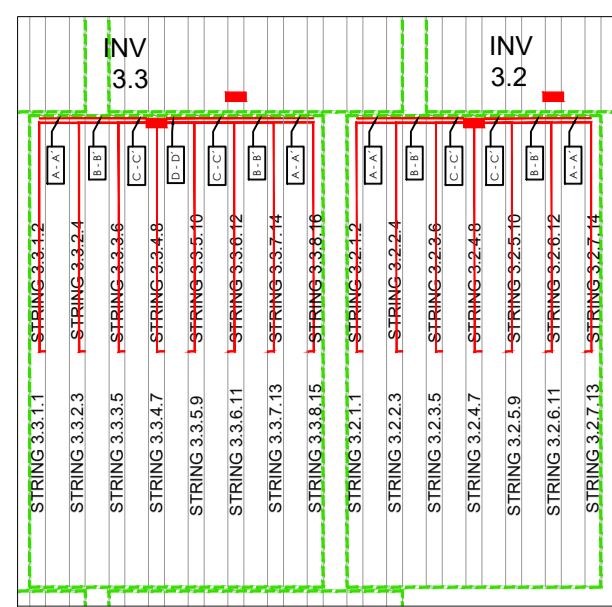 INV
3.3
INV
3.2
A - A'
B - B'
C - C'
D - D'
C - C'
B - B'
A - A'
A - A'
B - B'
C - C'
C - C'
B - B'
A - A'
STRING 3.3.1.2
STRING 3.3.2.4
STRING 3.3.3.6
STRING 3.3.4.8
STRING 3.3.5.10
STRING 3.3.6.12
STRING 3.3.7.14
STRING 3.3.8.16
STRING 3.2.1.2
STRING 3.2.2.4
STRING 3.2.3.6
STRING 3.2.4.8
STRING 3.2.5.10
STRING 3.2.6.12
STRING 3.2.7.14
STRING 3.3.1.1
STRING 3.3.2.3
STRING 3.3.3.5
STRING 3.3.4.7
STRING 3.3.5.9
STRING 3.3.6.11
STRING 3.3.7.13
STRING 3.3.8.15
STRING 3.2.1.1
STRING 3.2.2.3
STRING 3.2.3.5
STRING 3.2.4.7
STRING 3.2.5.9
STRING 3.2.6.11
STRING 3.2.7.13